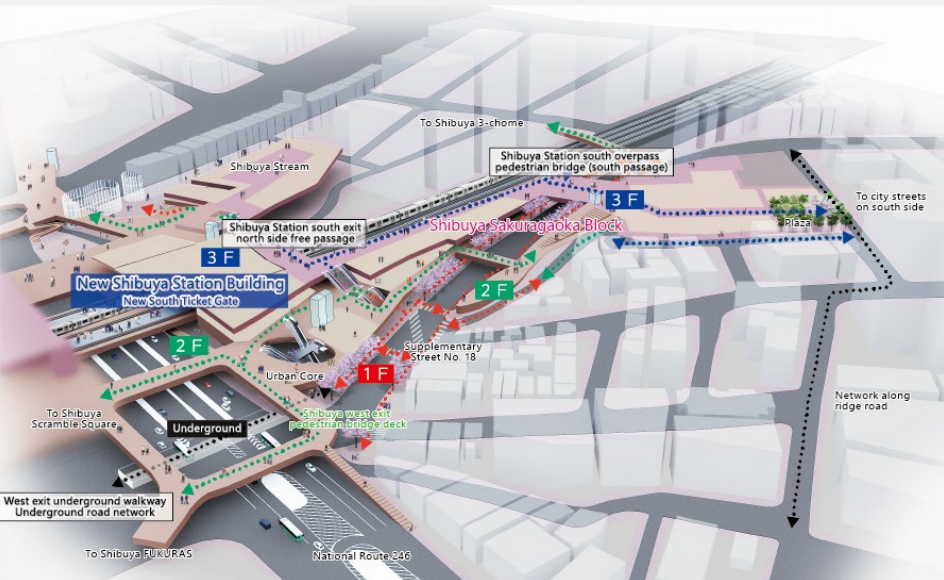 To Shibuya 3-chome
Shibuya Station south overpass
pedestrian bridge (south passage)
Shibuya Stream
3 F
To city streets
on south side
Plaza
Shibuya Sakuragaoka Block
Shibuya Station south exit
north side free passage
3 F
New Shibuya Station Building
New South Ticket Gate
2 F
2 F
Supplementary
Street No. 18
Urban Core
1 F
Network along
ridge road
To Shibuya
Scramble Square
Underground
Shibuya west exit
pedestrian bridge deck
West exit underground walkway
Underground road network
To Shibuya FUKURAS
National Route 246